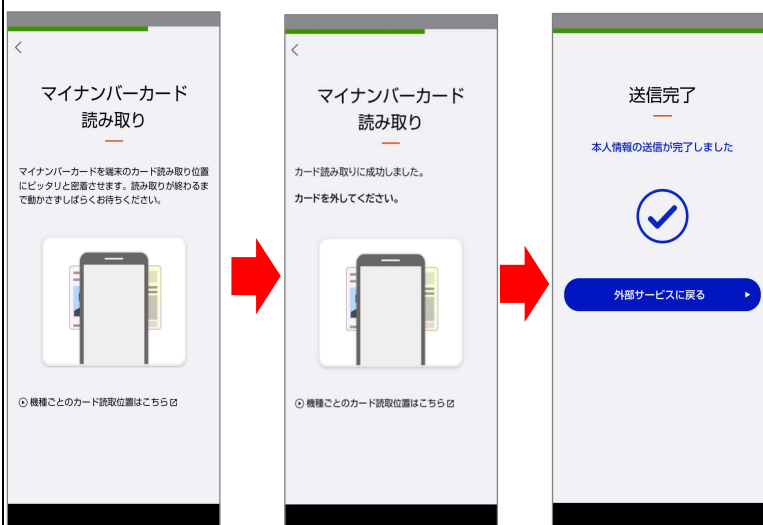 マイナンバーカード
読み取り
マイナンバーカードを端末のカード読み取り位置
にピッタリと密着させます。読み取りが終わるま
で動かさずしばらくお待ちください。
機種ごとのカード読取位置はこちら
マイナンバーカード
読み取り
カード読み取りに成功しました。
カードを外してください。
機種ごとのカード読取位置はこちら
送信完了
本人情報の送信が完了しました
外部サービスに戻る